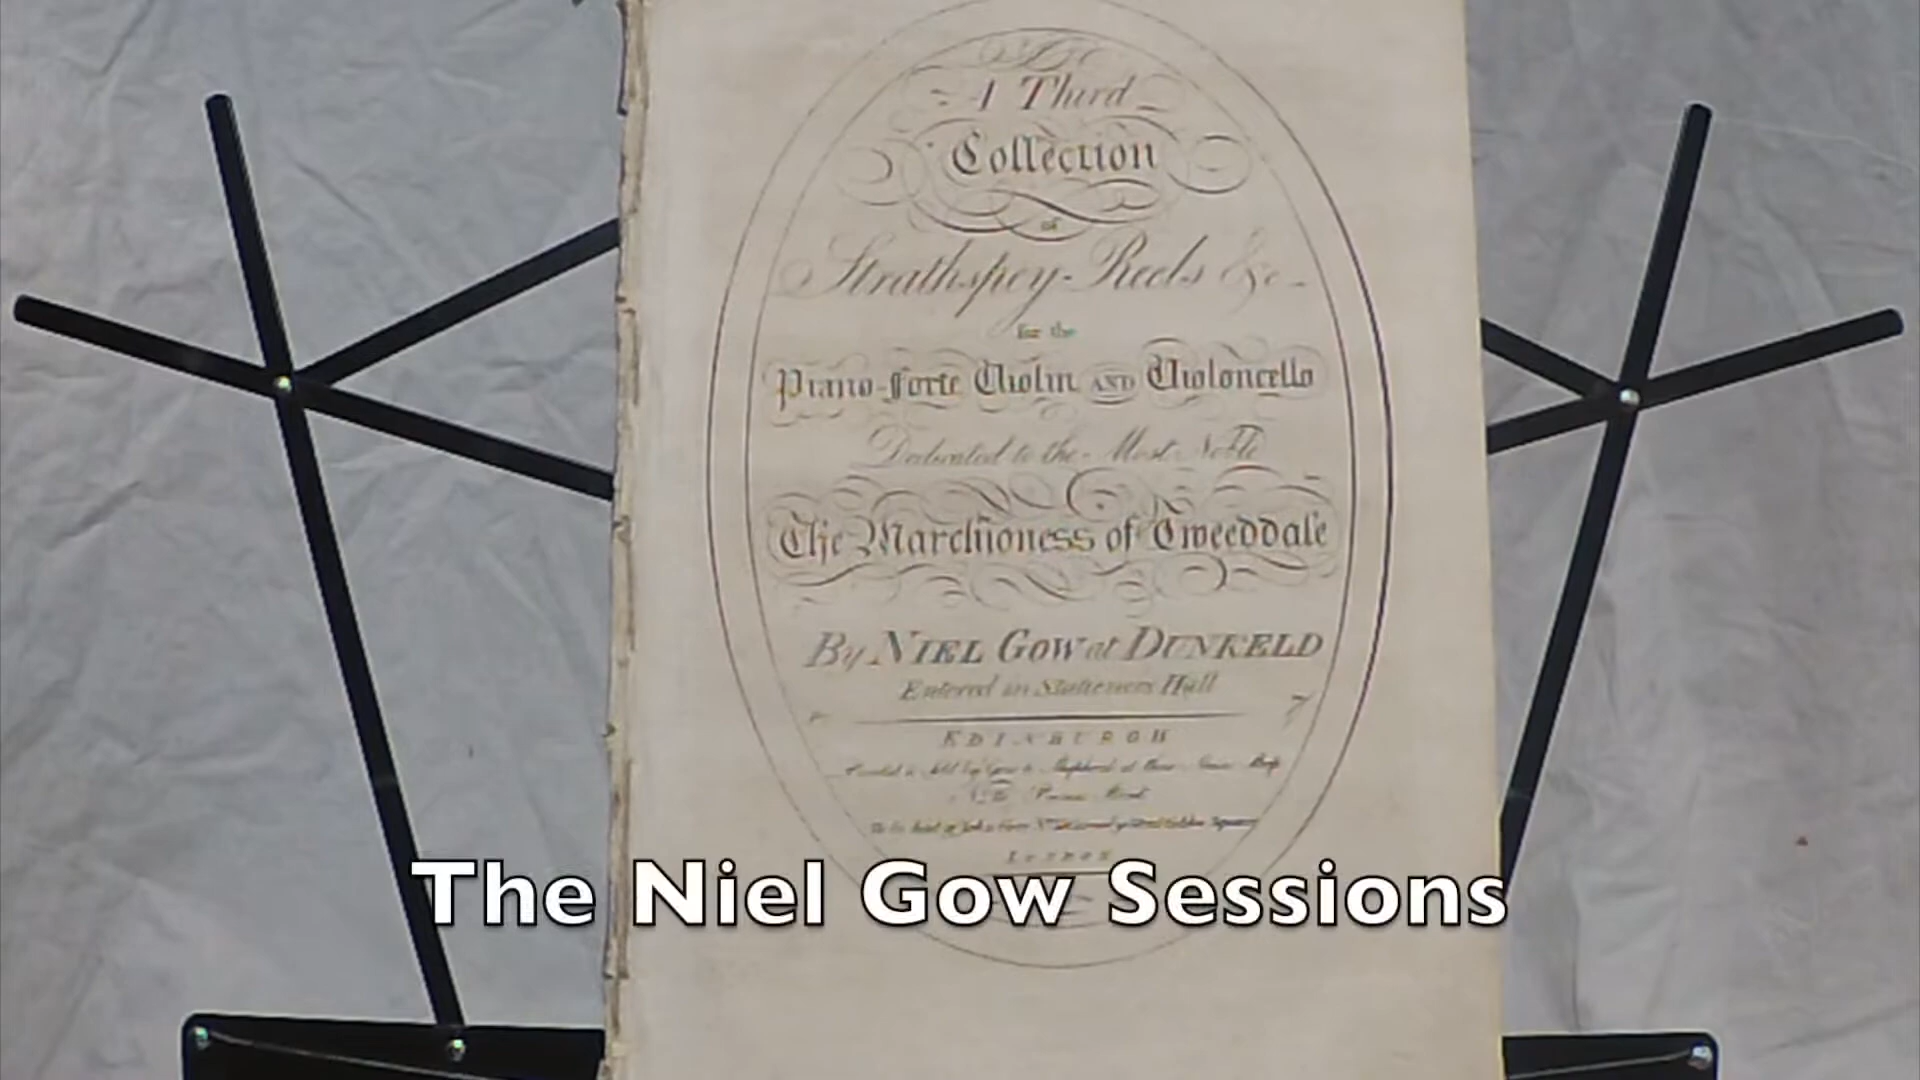 A Third
Collection
of
Strathspey-Reels &c
for the
Piano-forte Violin AND Violoncello
Dedicated to the Most Noble
The Marchioness of Tweeddale
By NIEL GOW at DUNKELD
Entered in Stationers Hall
EDINBURGH
LONDON
The Niel Gow Sessions